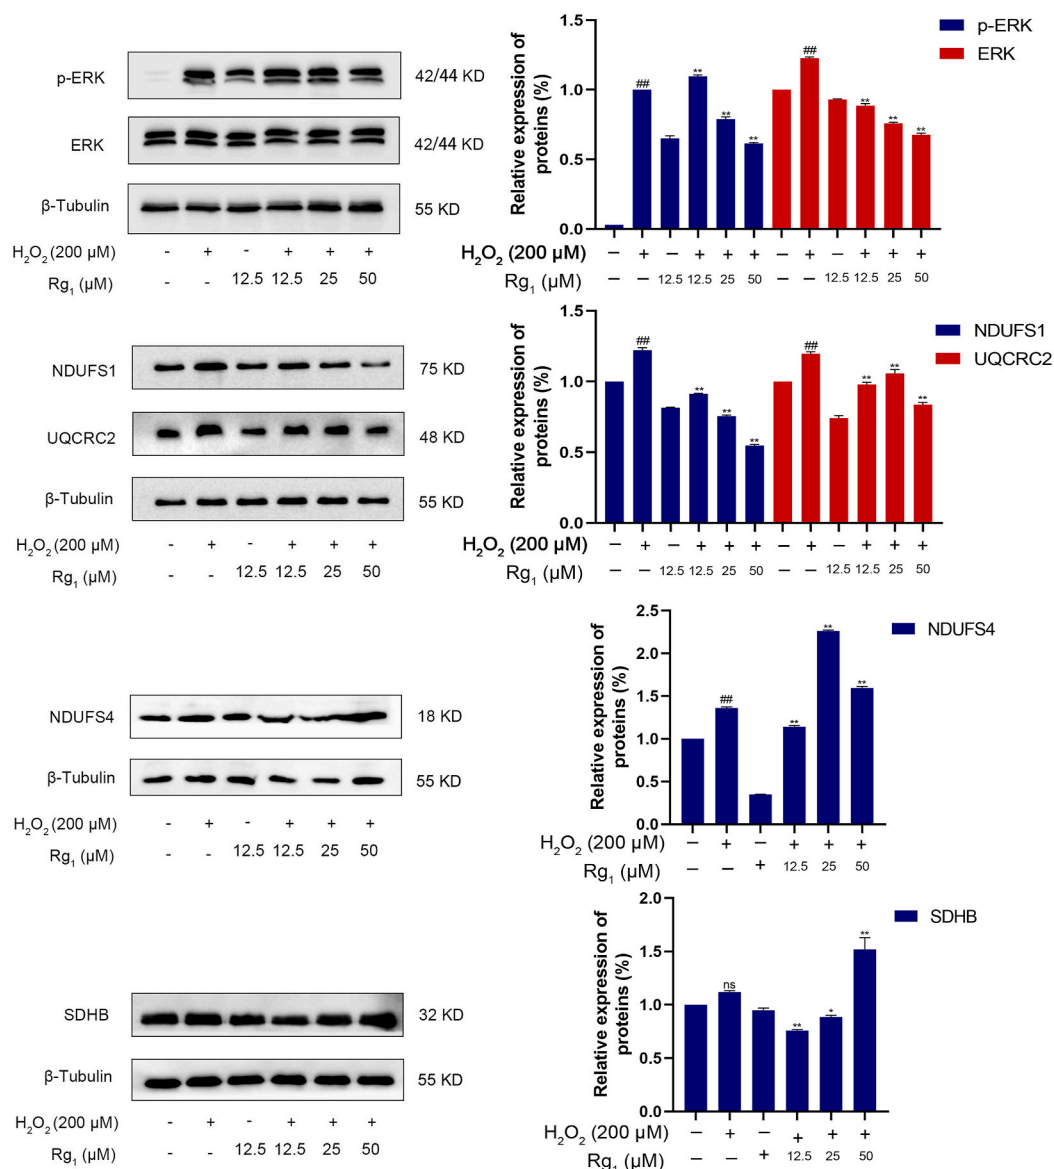 p-ERK
42/44 KD
ERK
42/44 KD
β-Tubulin
55 KD
H2O2 (200 μM) - + - + + +
Rg1 (μM) - - 12.5 12.5 25 50
Relative expression of
proteins (%)
1.5
1.0
0.5
0.0
## ** ** ** ## ** ** **
p-ERK
ERK
H2O2 (200 μM) – + – + + + – + – + + +
Rg1 (μM) – – 12.5 12.5 25 50 – – 12.5 12.5 25 50
NDUFS1
75 KD
UQCRC2
48 KD
β-Tubulin
55 KD
H2O2 (200 μM) - + - + + +
Rg1 (μM) - - 12.5 12.5 25 50
Relative expression of
proteins (%)
1.5
1.0
0.5
0.0
## ** ** ** ## ** ** **
NDUFS1
UQCRC2
H2O2 (200 μM) – + – + + + – + – + + +
Rg1 (μM) – – 12.5 12.5 25 50 – – 12.5 12.5 25 50
NDUFS4
18 KD
β-Tubulin
55 KD
H2O2 (200 μM) - + - + + +
Rg1 (μM) - - 12.5 12.5 25 50
Relative expression of
proteins (%)
2.5
2.0
1.5
1.0
0.5
0.0
## ** ** **
NDUFS4
H2O2 (200 μM) – + – + + +
Rg1 (μM) – – + 12.5 25 50
SDHB
32 KD
β-Tubulin
55 KD
H2O2 (200 μM) - + - + + +
Rg1 (μM) - - 12.5 12.5 25 50
Relative expression of
proteins (%)
2.0
1.5
1.0
0.5
0.0
ns ** * **
SDHB
H2O2 (200 μM) – + – + + +
Rg1 (μM) – – + 12.5 25 50